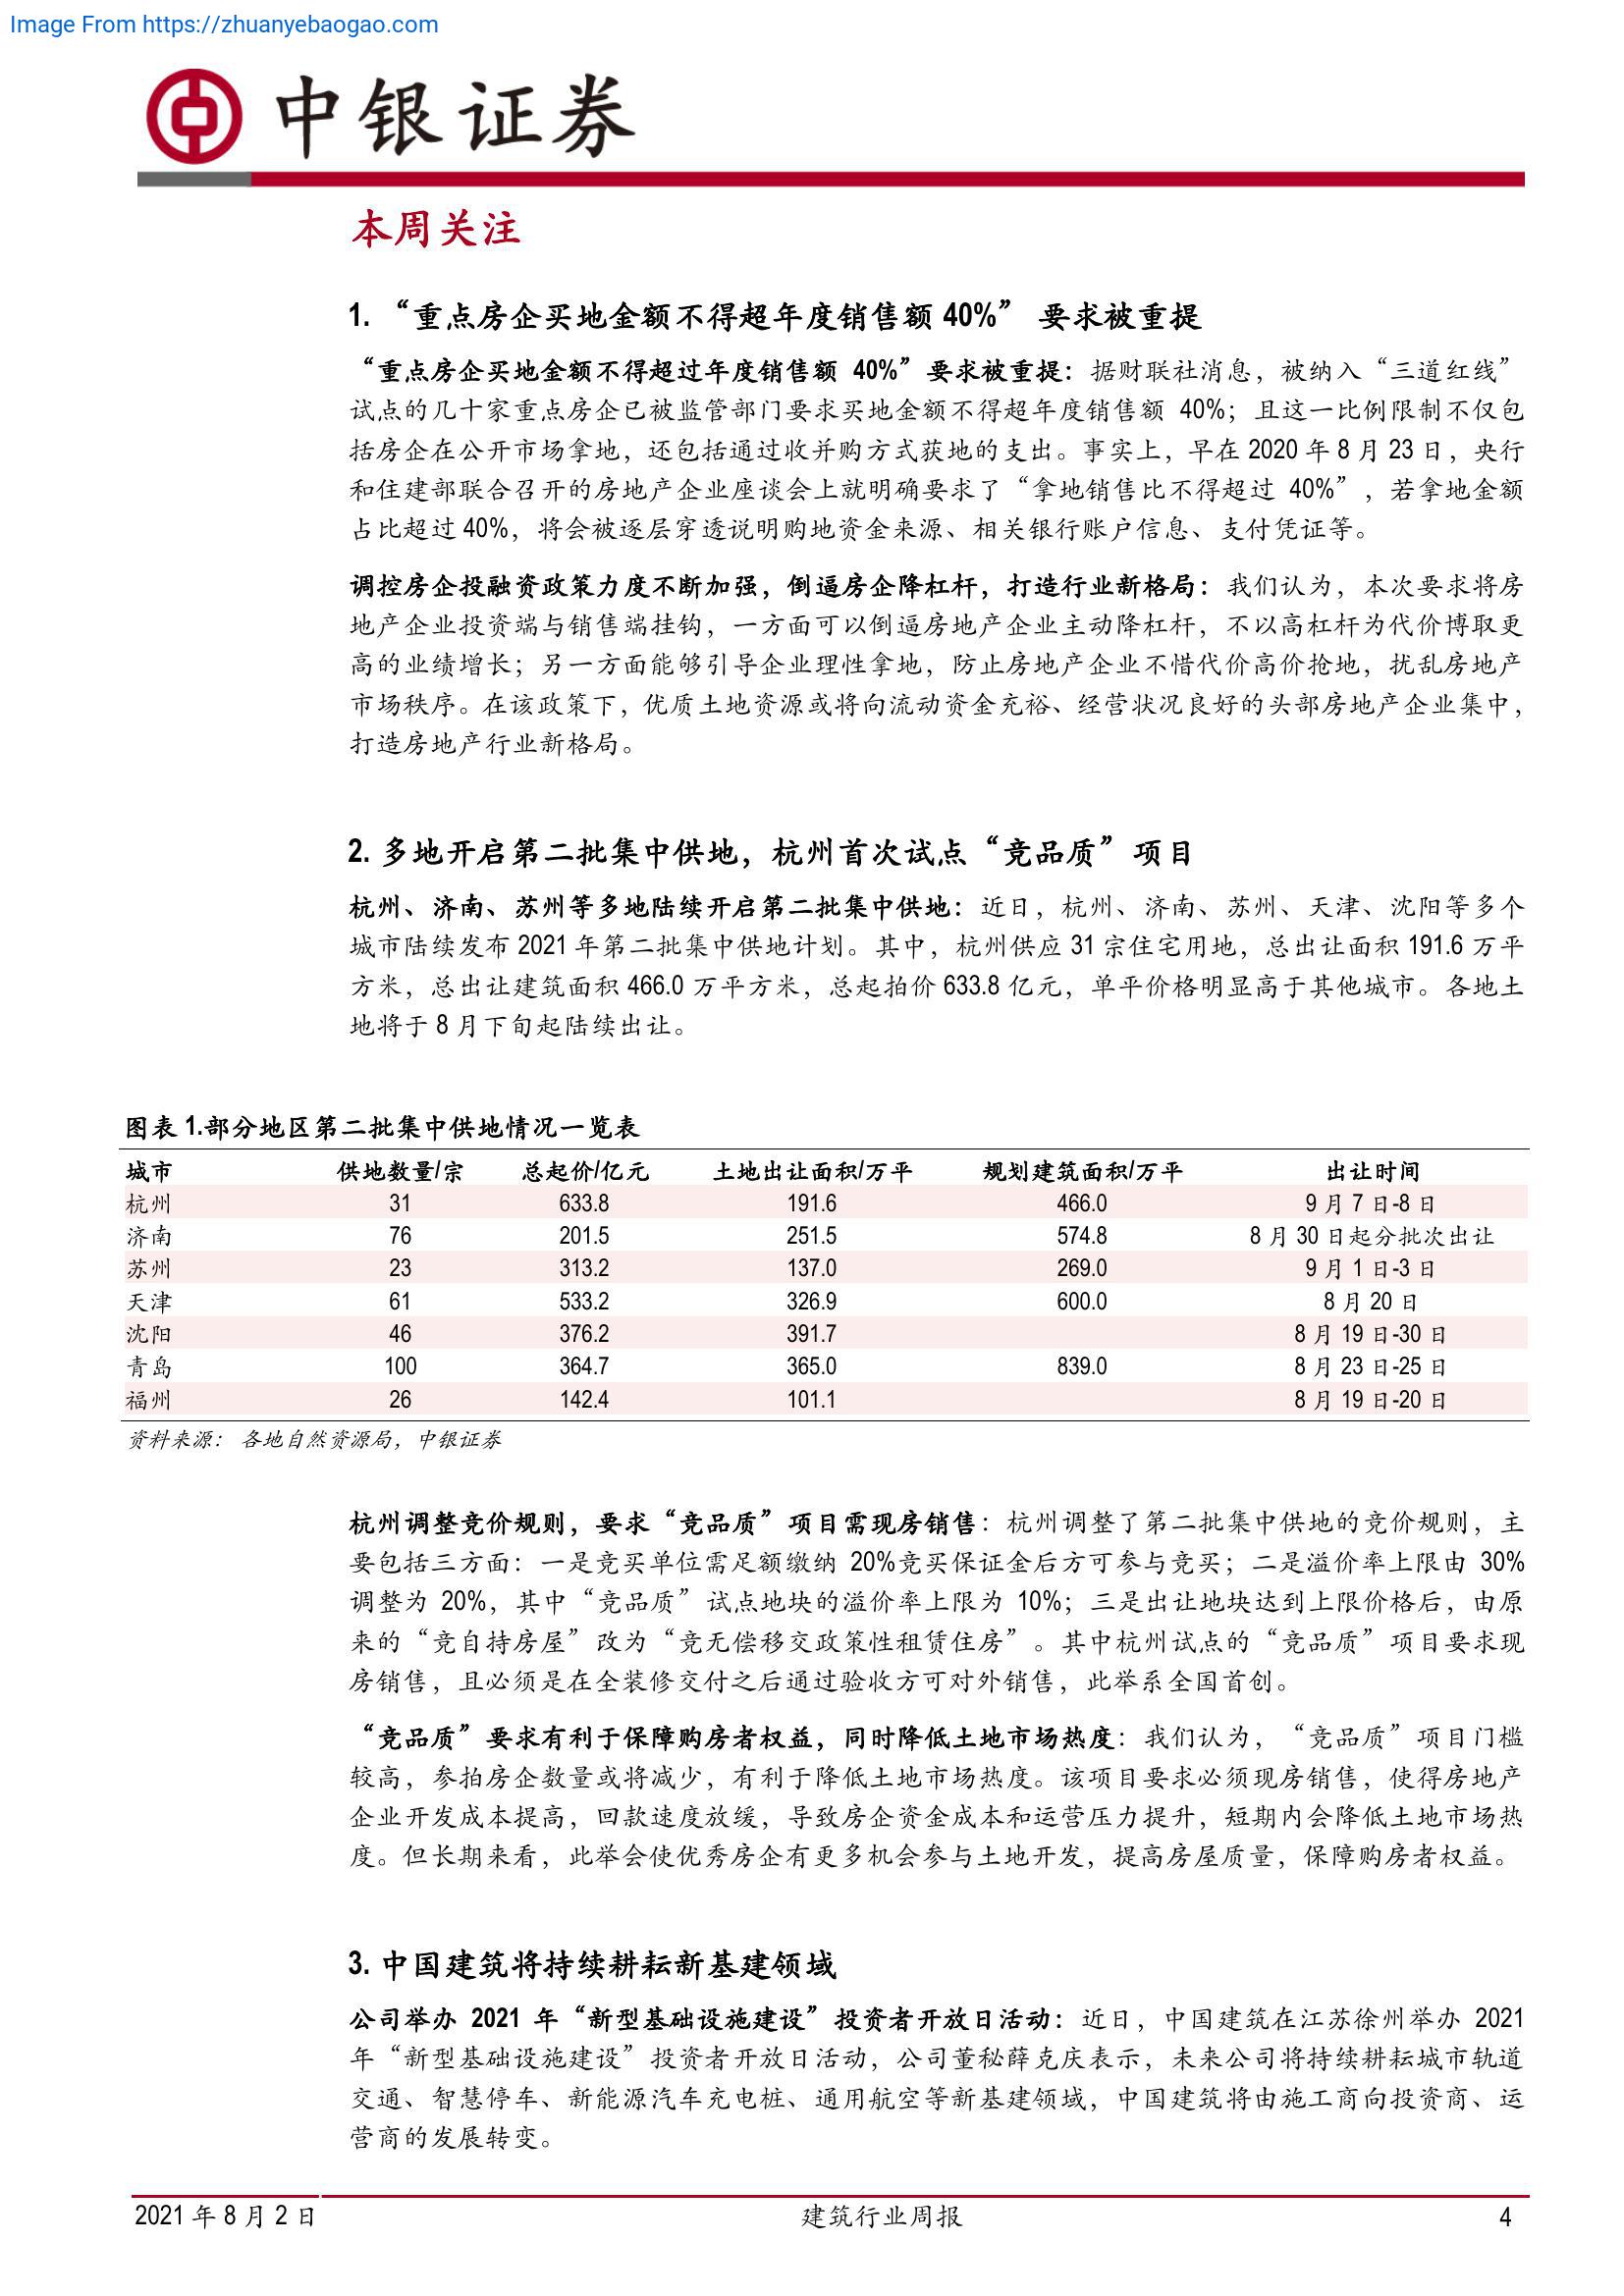 Image From https://zhuanyebaogao.com
中银证券
本周关注
1. “重点房企买地金额不得超年度销售额 40%” 要求被重提
“重点房企买地金额不得超过年度销售额 40%”要求被重提：据财联社消息，被纳入“三道红线”
试点的几十家重点房企已被监管部门要求买地金额不得超年度销售额 40%；且这一比例限制不仅包
括房企在公开市场拿地，还包括通过收并购方式获地的支出。事实上，早在 2020 年 8 月 23 日，央行
和住建部联合召开的房地产企业座谈会上就明确要求了“拿地销售比不得超过 40%”，若拿地金额
占比超过 40%，将会被逐层穿透说明购地资金来源、相关银行账户信息、支付凭证等。
调控房企投融资政策力度不断加强，倒逼房企降杠杆，打造行业新格局：我们认为，本次要求将房
地产企业投资端与销售端挂钩，一方面可以倒逼房地产企业主动降杠杆，不以高杠杆为代价博取更
高的业绩增长；另一方面能够引导企业理性拿地，防止房地产企业不惜代价高价抢地，扰乱房地产
市场秩序。在该政策下，优质土地资源或将向流动资金充裕、经营状况良好的头部房地产企业集中，
打造房地产行业新格局。
2. 多地开启第二批集中供地，杭州首次试点“竞品质”项目
杭州、济南、苏州等多地陆续开启第二批集中供地：近日，杭州、济南、苏州、天津、沈阳等多个
城市陆续发布 2021 年第二批集中供地计划。其中，杭州供应 31 宗住宅用地，总出让面积 191.6 万平
方米，总出让建筑面积 466.0 万平方米，总起拍价 633.8 亿元，单平价格明显高于其他城市。各地土
地将于 8 月下旬起陆续出让。
图表 1.部分地区第二批集中供地情况一览表
城市 供地数量/宗 总起价/亿元 土地出让面积/万平 规划建筑面积/万平 出让时间
杭州 31 633.8 191.6 466.0 9 月 7 日-8 日
济南 76 201.5 251.5 574.8 8 月 30 日起分批次出让
苏州 23 313.2 137.0 269.0 9 月 1 日-3 日
天津 61 533.2 326.9 600.0 8 月 20 日
沈阳 46 376.2 391.7 8 月 19 日-30 日
青岛 100 364.7 365.0 839.0 8 月 23 日-25 日
福州 26 142.4 101.1 8 月 19 日-20 日
资料来源： 各地自然资源局，中银证券
杭州调整竞价规则，要求“竞品质”项目需现房销售：杭州调整了第二批集中供地的竞价规则，主
要包括三方面：一是竞买单位需足额缴纳 20%竞买保证金后方可参与竞买；二是溢价率上限由 30%
调整为 20%，其中“竞品质”试点地块的溢价率上限为 10%；三是出让地块达到上限价格后，由原
来的“竞自持房屋”改为“竞无偿移交政策性租赁住房”。其中杭州试点的“竞品质”项目要求现
房销售，且必须是在全装修交付之后通过验收方可对外销售，此举系全国首创。
“竞品质”要求有利于保障购房者权益，同时降低土地市场热度：我们认为，“竞品质”项目门槛
较高，参拍房企数量或将减少，有利于降低土地市场热度。该项目要求必须现房销售，使得房地产
企业开发成本提高，回款速度放缓，导致房企资金成本和运营压力提升，短期内会降低土地市场热
度。但长期来看，此举会使优秀房企有更多机会参与土地开发，提高房屋质量，保障购房者权益。
3. 中国建筑将持续耕耘新基建领域
公司举办 2021 年“新型基础设施建设”投资者开放日活动：近日，中国建筑在江苏徐州举办 2021
年“新型基础设施建设”投资者开放日活动，公司董秘薛克庆表示，未来公司将持续耕耘城市轨道
交通、智慧停车、新能源汽车充电桩、通用航空等新基建领域，中国建筑将由施工商向投资商、运
营商的发展转变。
2021 年 8 月 2 日 建筑行业周报 4